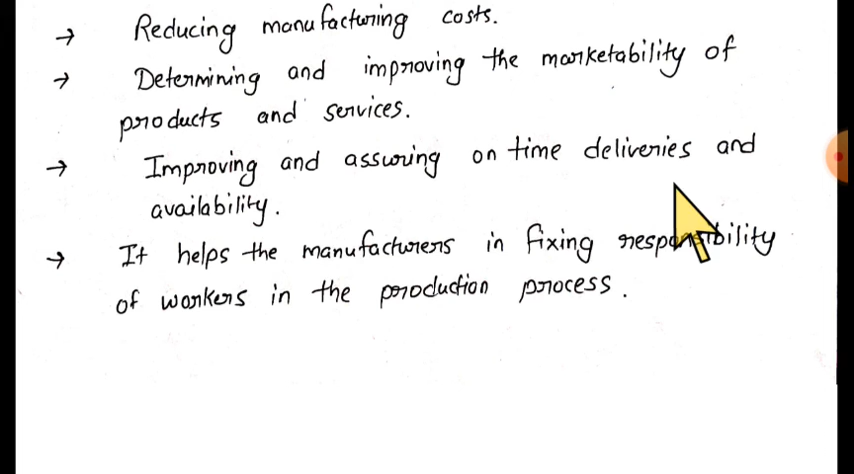 → Reducing manufacturing costs.
→ Determining and improving the marketability of
products and services.
→ Improving and assuring on time deliveries and
availability.
→ It helps the manufacturers in fixing responsibility
of workers in the production process.